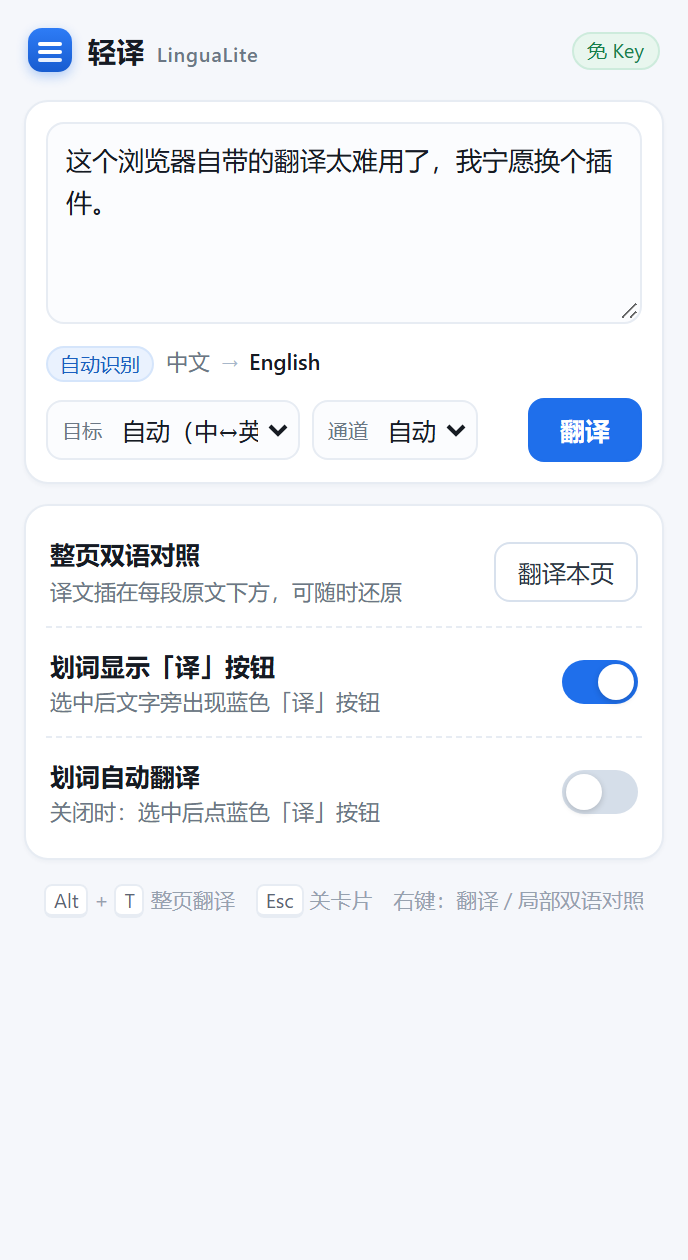 轻译 LinguaLite
免 Key
这个浏览器自带的翻译太难用了，我宁愿换个插
件。
自动识别 中文 → English
目标 自动（中↔英 通道 自动 翻译
整页双语对照
译文插在每段原文下方，可随时还原
翻译本页
划词显示「译」按钮
选中后文字旁出现蓝色「译」按钮
划词自动翻译
关闭时：选中后点蓝色「译」按钮
Alt + T 整页翻译 Esc 关卡片 右键：翻译 / 局部双语对照